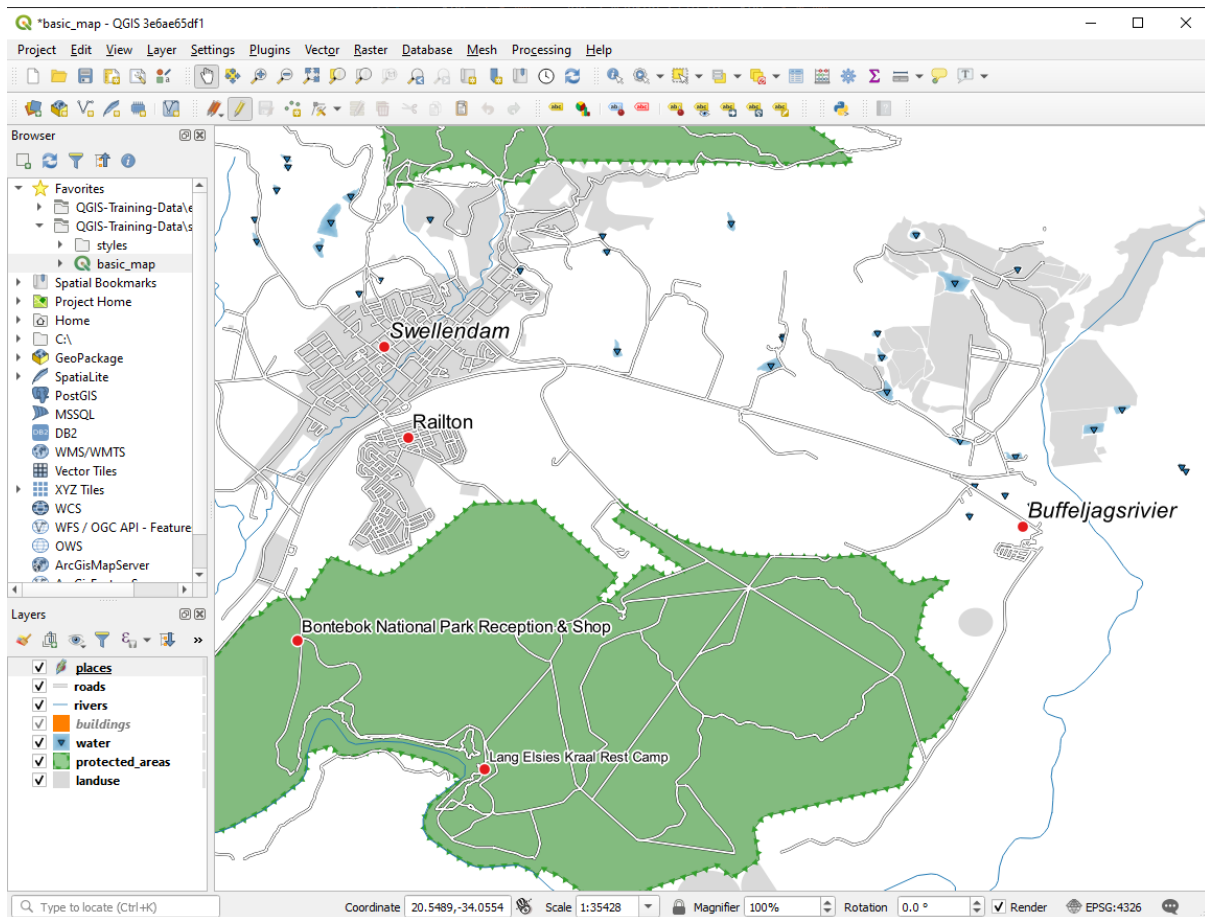 *basic_map - QGIS 3e6ae65df1
Project Edit View Layer Settings Plugins Vector Raster Database Mesh Processing Help
Browser
Favorites
QGIS-Training-Data\e
QGIS-Training-Data\s
styles
basic_map
Spatial Bookmarks
Project Home
Home
C:\
GeoPackage
SpatiaLite
PostGIS
MSSQL
DB2
WMS/WMTS
Vector Tiles
XYZ Tiles
WCS
WFS / OGC API - Feature
OWS
ArcGisMapServer
Layers
places
roads
rivers
buildings
water
protected_areas
landuse
Swellendam
Railton
Buffeljagsrivier
Bontebok National Park Reception & Shop
Lang Elsies Kraal Rest Camp
Type to locate (Ctrl+K) Coordinate 20.5489,-34.0554 Scale 1:35428 Magnifier 100% Rotation 0.0 ° Render EPSG:4326